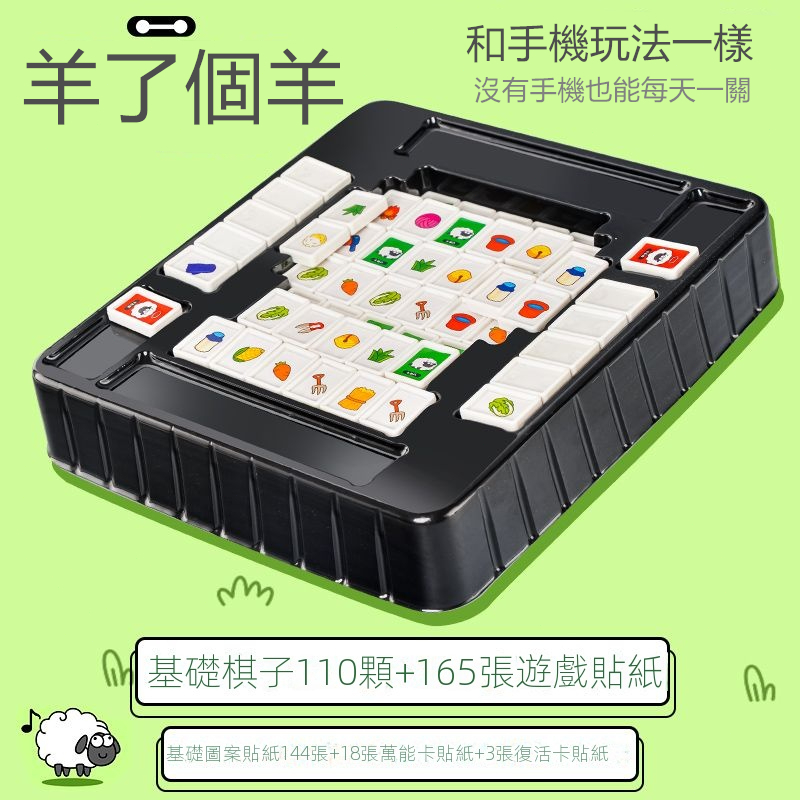 羊了個羊
和手機玩法一樣
沒有手機也能每天一關
基礎棋子110顆+165張遊戲貼紙
基礎圖案貼紙144張+18張萬能卡貼紙+3張復活卡貼紙